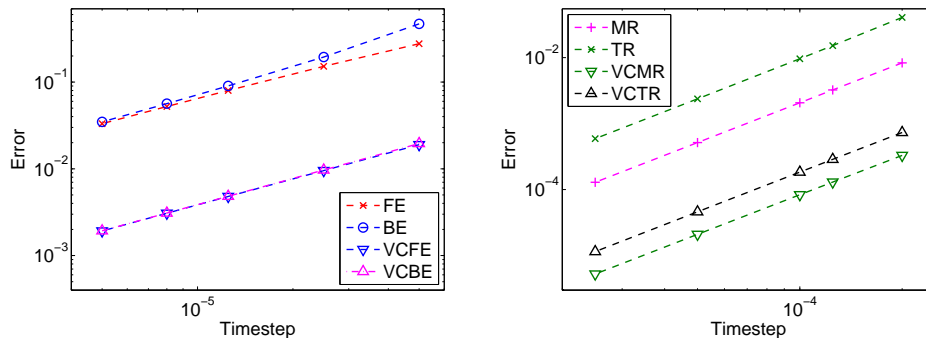 10^-1
10^-2
10^-3
Error
10^-5
Timestep
FE
BE
VCFE
VCBE
10^-2
10^-4
Error
10^-4
Timestep
MR
TR
VCMR
VCTR